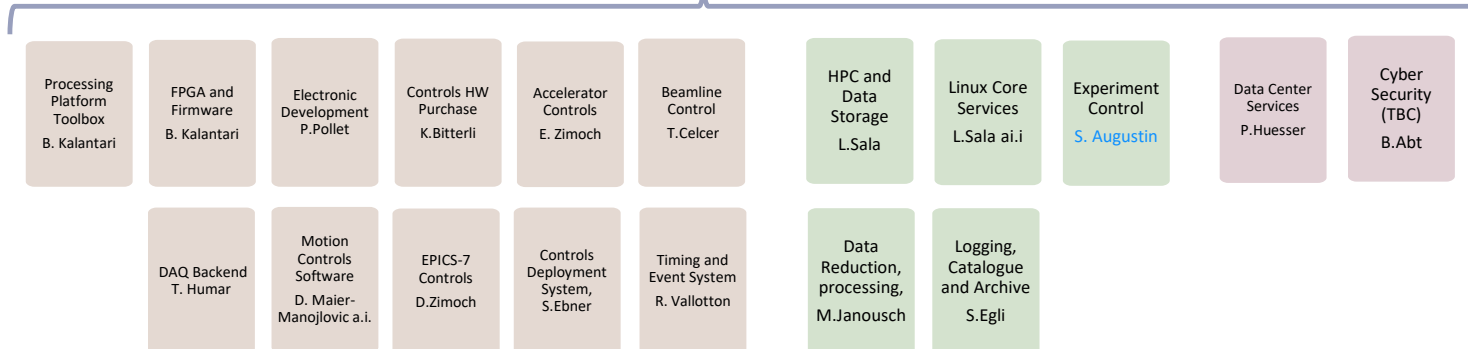 Processing
Platform
Toolbox
B. Kalantari
FPGA and
Firmware
B. Kalantari
Electronic
Development
P.Pollet
Controls HW
Purchase
K.Bitterli
Accelerator
Controls
E. Zimoch
Beamline
Control
T.Celcer
HPC and
Data
Storage
L.Sala
Linux Core
Services
L.Sala ai.i
Experiment
Control
S. Augustin
Data Center
Services
P.Huesser
Cyber
Security
(TBC)
B.Abt
DAQ Backend
T. Humar
Motion
Controls
Software
D. Maier-
Manojlovic a.i.
EPICS-7
Controls
D.Zimoch
Controls
Deployment
System,
S.Ebner
Timing and
Event System
R. Vallotton
Data
Reduction,
processing,
M.Janousch
Logging,
Catalogue
and Archive
S.Egli